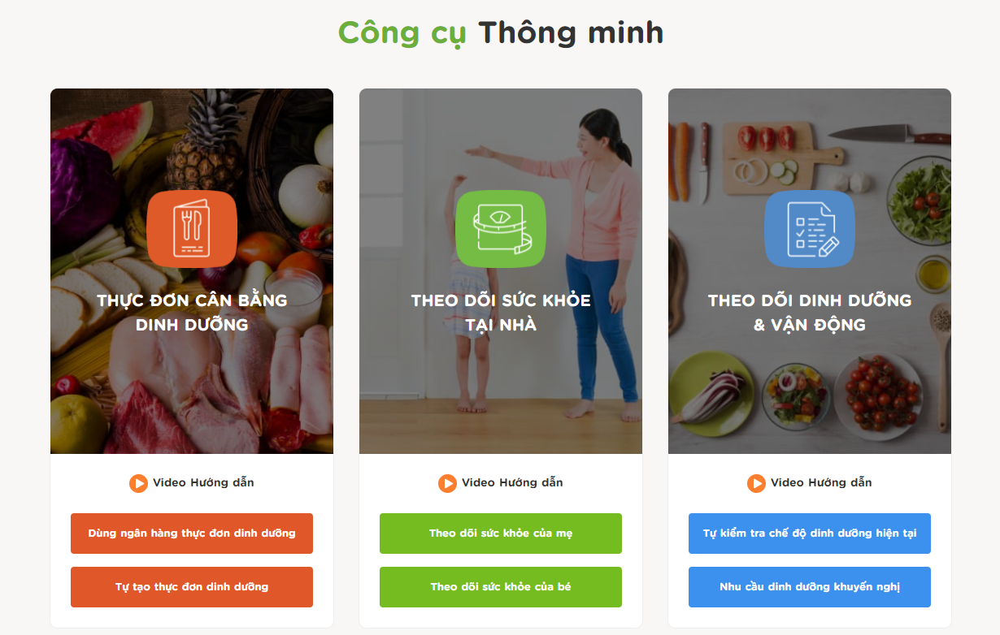 Công cụ Thông minh
THỰC ĐƠN CÂN BẰNG
DINH DƯỠNG
Video Hướng dẫn
Dùng ngân hàng thực đơn dinh dưỡng
Tự tạo thực đơn dinh dưỡng
THEO DÕI SỨC KHỎE
TẠI NHÀ
Video Hướng dẫn
Theo dõi sức khỏe của mẹ
Theo dõi sức khỏe của bé
THEO DÕI DINH DƯỠNG
& VẬN ĐỘNG
Video Hướng dẫn
Tự kiểm tra chế độ dinh dưỡng hiện tại
Nhu cầu dinh dưỡng khuyến nghị